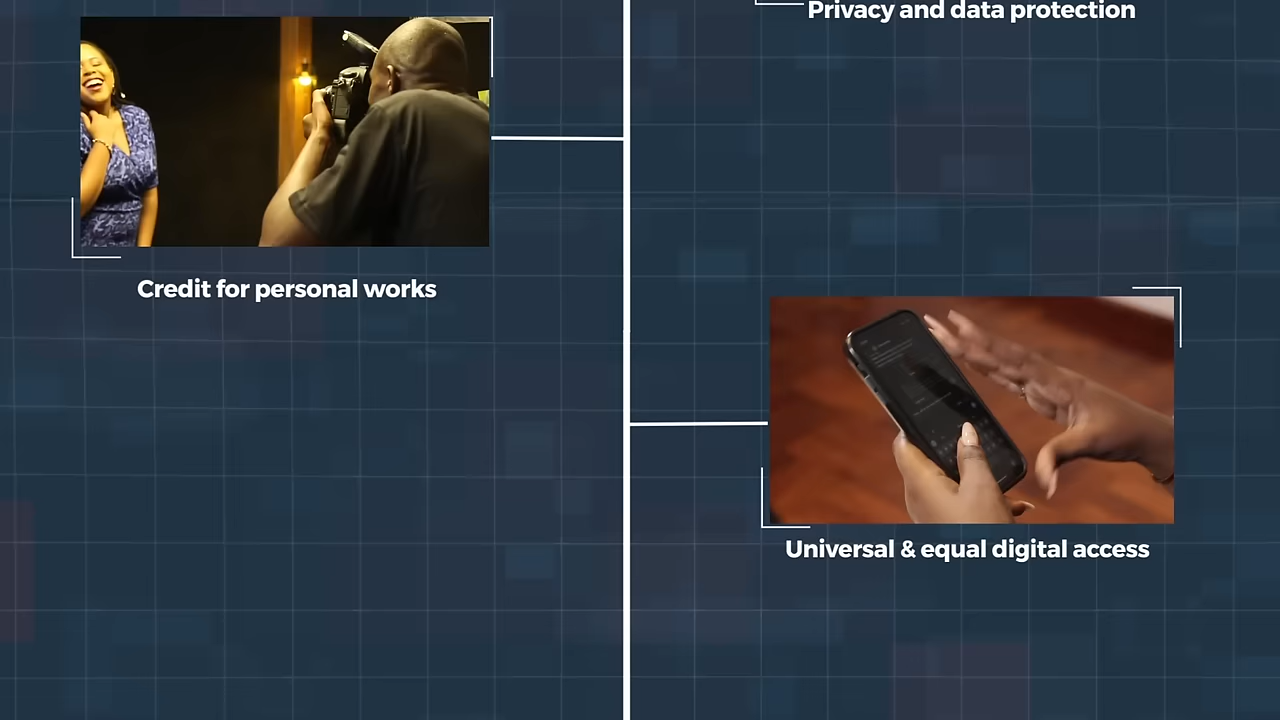 Privacy and data protection
Credit for personal works
Universal & equal digital access